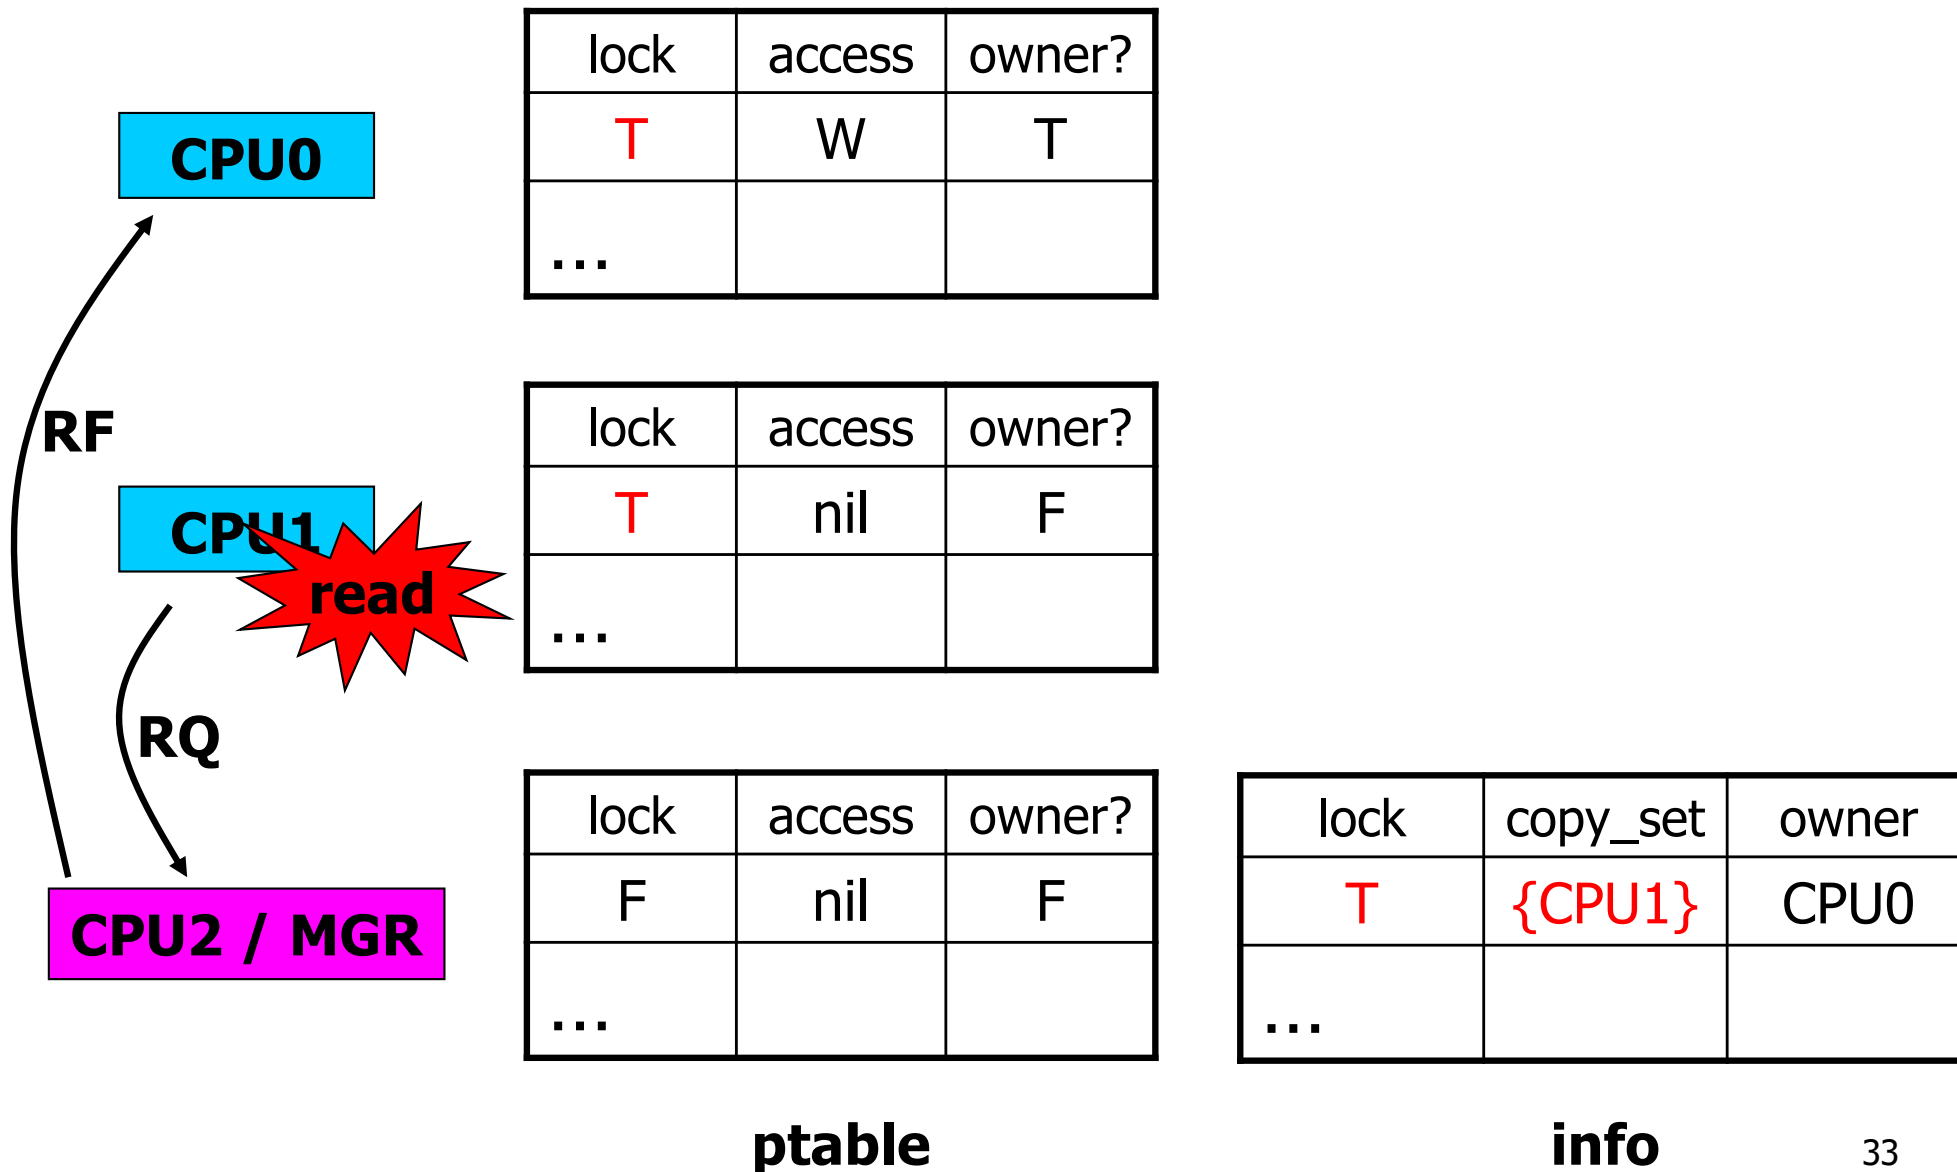 lock access owner?
T W T
...
CPU0
RF
lock access owner?
T nil F
...
CPU1
read
RQ
lock access owner?
F nil F
...
CPU2 / MGR
lock copy_set owner
T {CPU1} CPU0
...
ptable
info
33